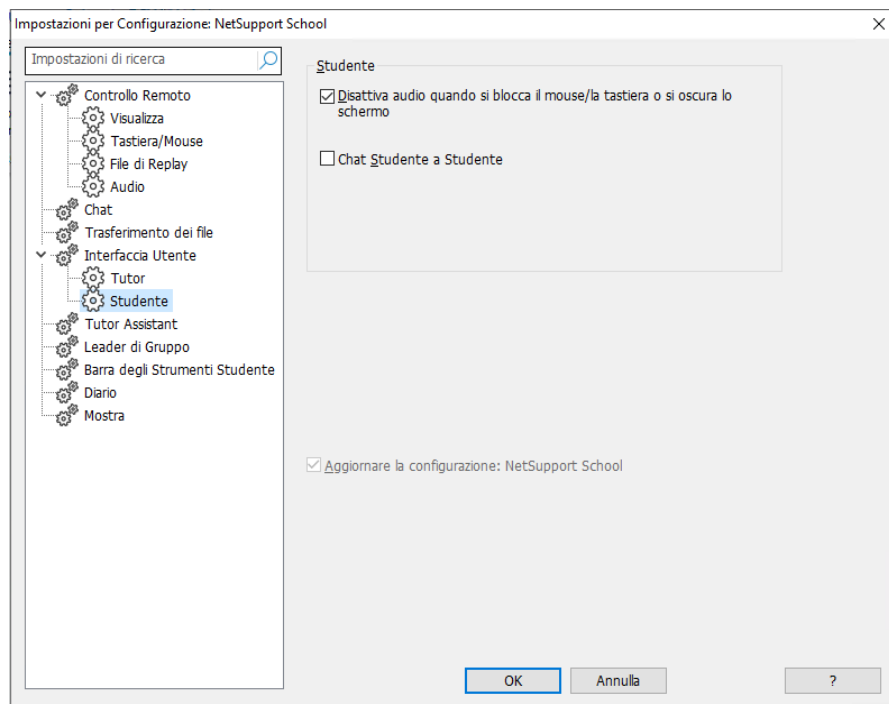 Impostazioni per Configurazione: NetSupport School
Impostazioni di ricerca
Controllo Remoto
Visualizza
Tastiera/Mouse
File di Replay
Audio
Chat
Trasferimento dei file
Interfaccia Utente
Tutor
Studente
Tutor Assistant
Leader di Gruppo
Barra degli Strumenti Studente
Diario
Mostra
Studente
Disattiva audio quando si blocca il mouse/la tastiera o si oscura lo
schermo
Chat Studente a Studente
Aggiornare la configurazione: NetSupport School
OK
Annulla
?